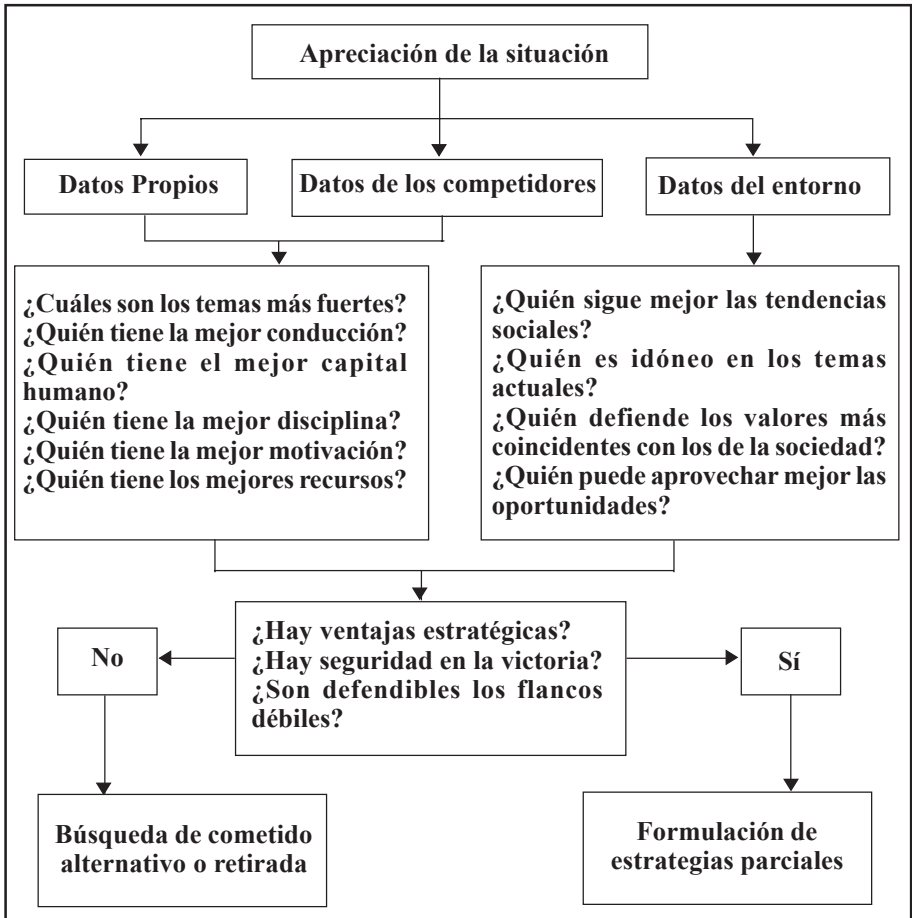 Apreciación de la situación
Datos Propios
Datos de los competidores
Datos del entorno
¿Cuáles son los temas más fuertes?
¿Quién tiene la mejor conducción?
¿Quién tiene el mejor capital
humano?
¿Quién tiene la mejor disciplina?
¿Quién tiene la mejor motivación?
¿Quién tiene los mejores recursos?
¿Quién sigue mejor las tendencias
sociales?
¿Quién es idóneo en los temas
actuales?
¿Quién defiende los valores más
coincidentes con los de la sociedad?
¿Quién puede aprovechar mejor las
oportunidades?
¿Hay ventajas estratégicas?
¿Hay seguridad en la victoria?
¿Son defendibles los flancos
débiles?
No
Sí
Búsqueda de cometido
alternativo o retirada
Formulación de
estrategias parciales